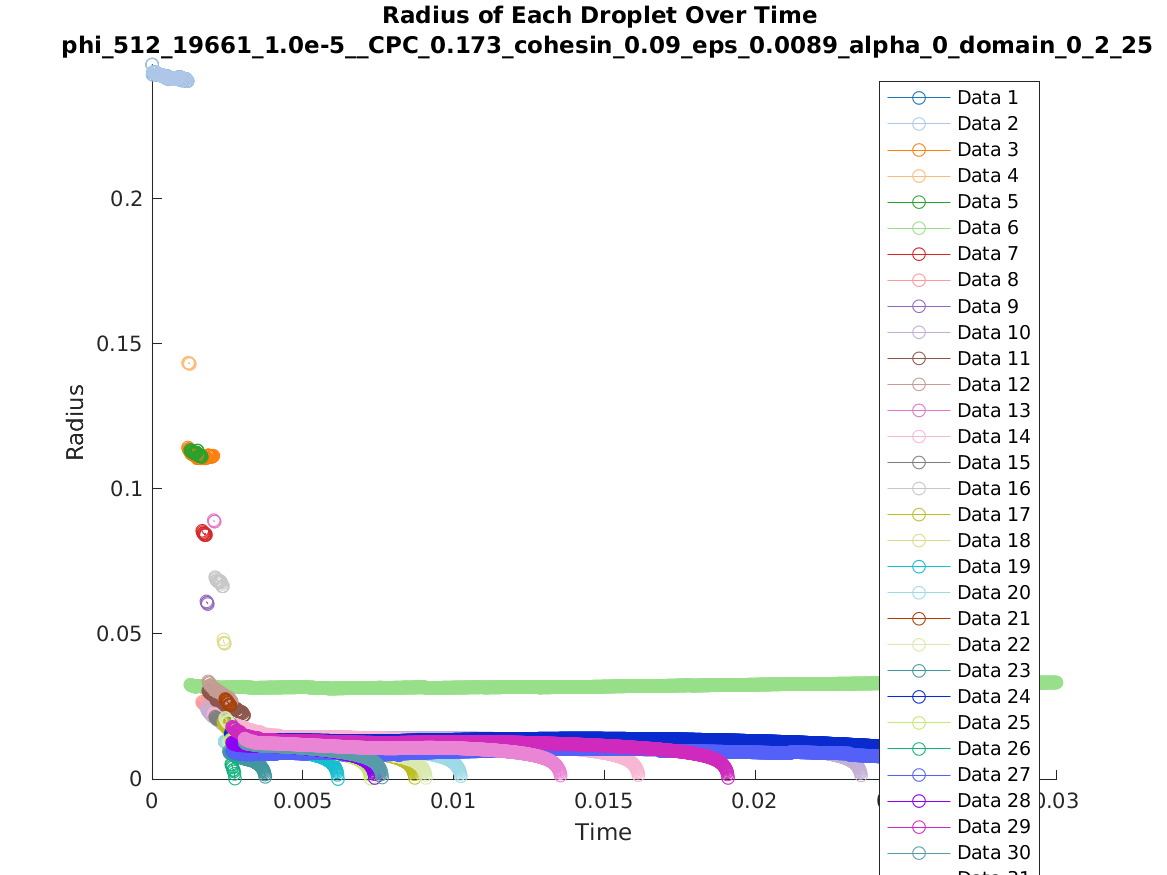 Radius of Each Droplet Over Time
phi_512_19661_1.0e-5__CPC_0.173_cohesin_0.09_eps_0.0089_alpha_0_domain_0_2_25
Radius
0.2
0.15
0.1
0.05
0
0
0.005
0.01
0.015
0.02
0.03
Time
Data 1
Data 2
Data 3
Data 4
Data 5
Data 6
Data 7
Data 8
Data 9
Data 10
Data 11
Data 12
Data 13
Data 14
Data 15
Data 16
Data 17
Data 18
Data 19
Data 20
Data 21
Data 22
Data 23
Data 24
Data 25
Data 26
Data 27
Data 28
Data 29
Data 30